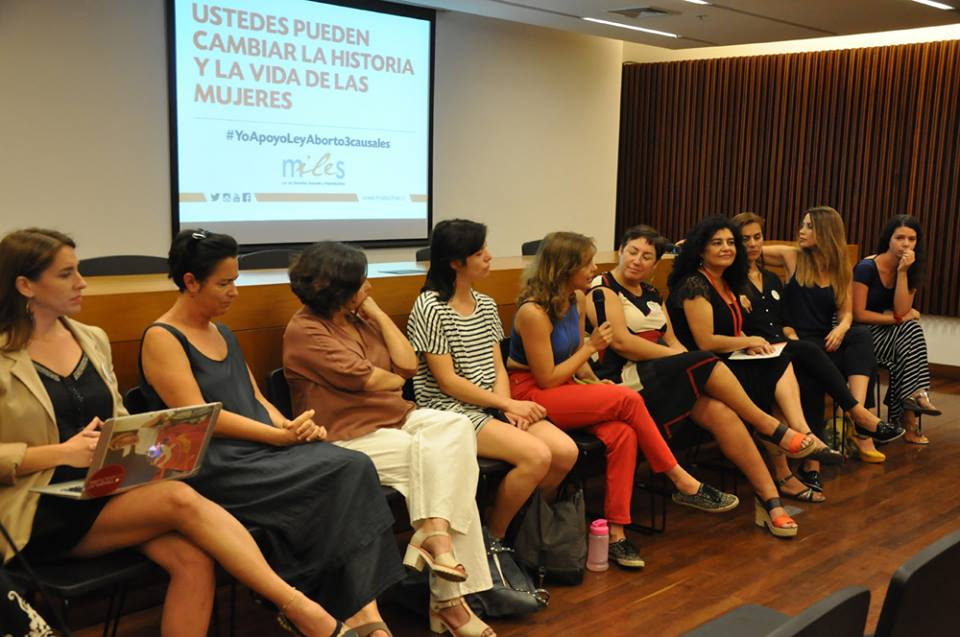 USTEDES PUEDEN
CAMBIAR LA HISTORIA
Y LA VIDA DE LAS
MUJERES
#YoApoyoLeyAborto3causales
miles